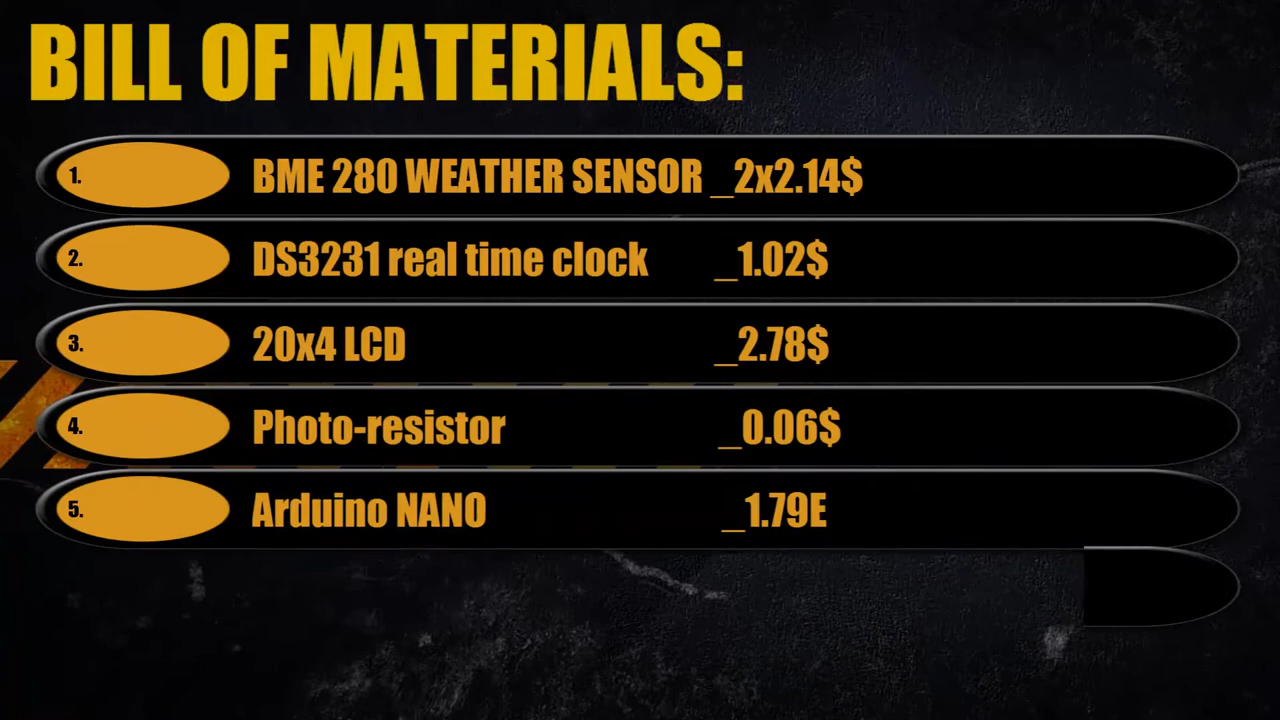 BILL OF MATERIALS:
1. BME 280 WEATHER SENSOR _2x2.14$
2. DS3231 real time clock _1.02$
3. 20x4 LCD _2.78$
4. Photo-resistor _0.06$
5. Arduino NANO _1.79E